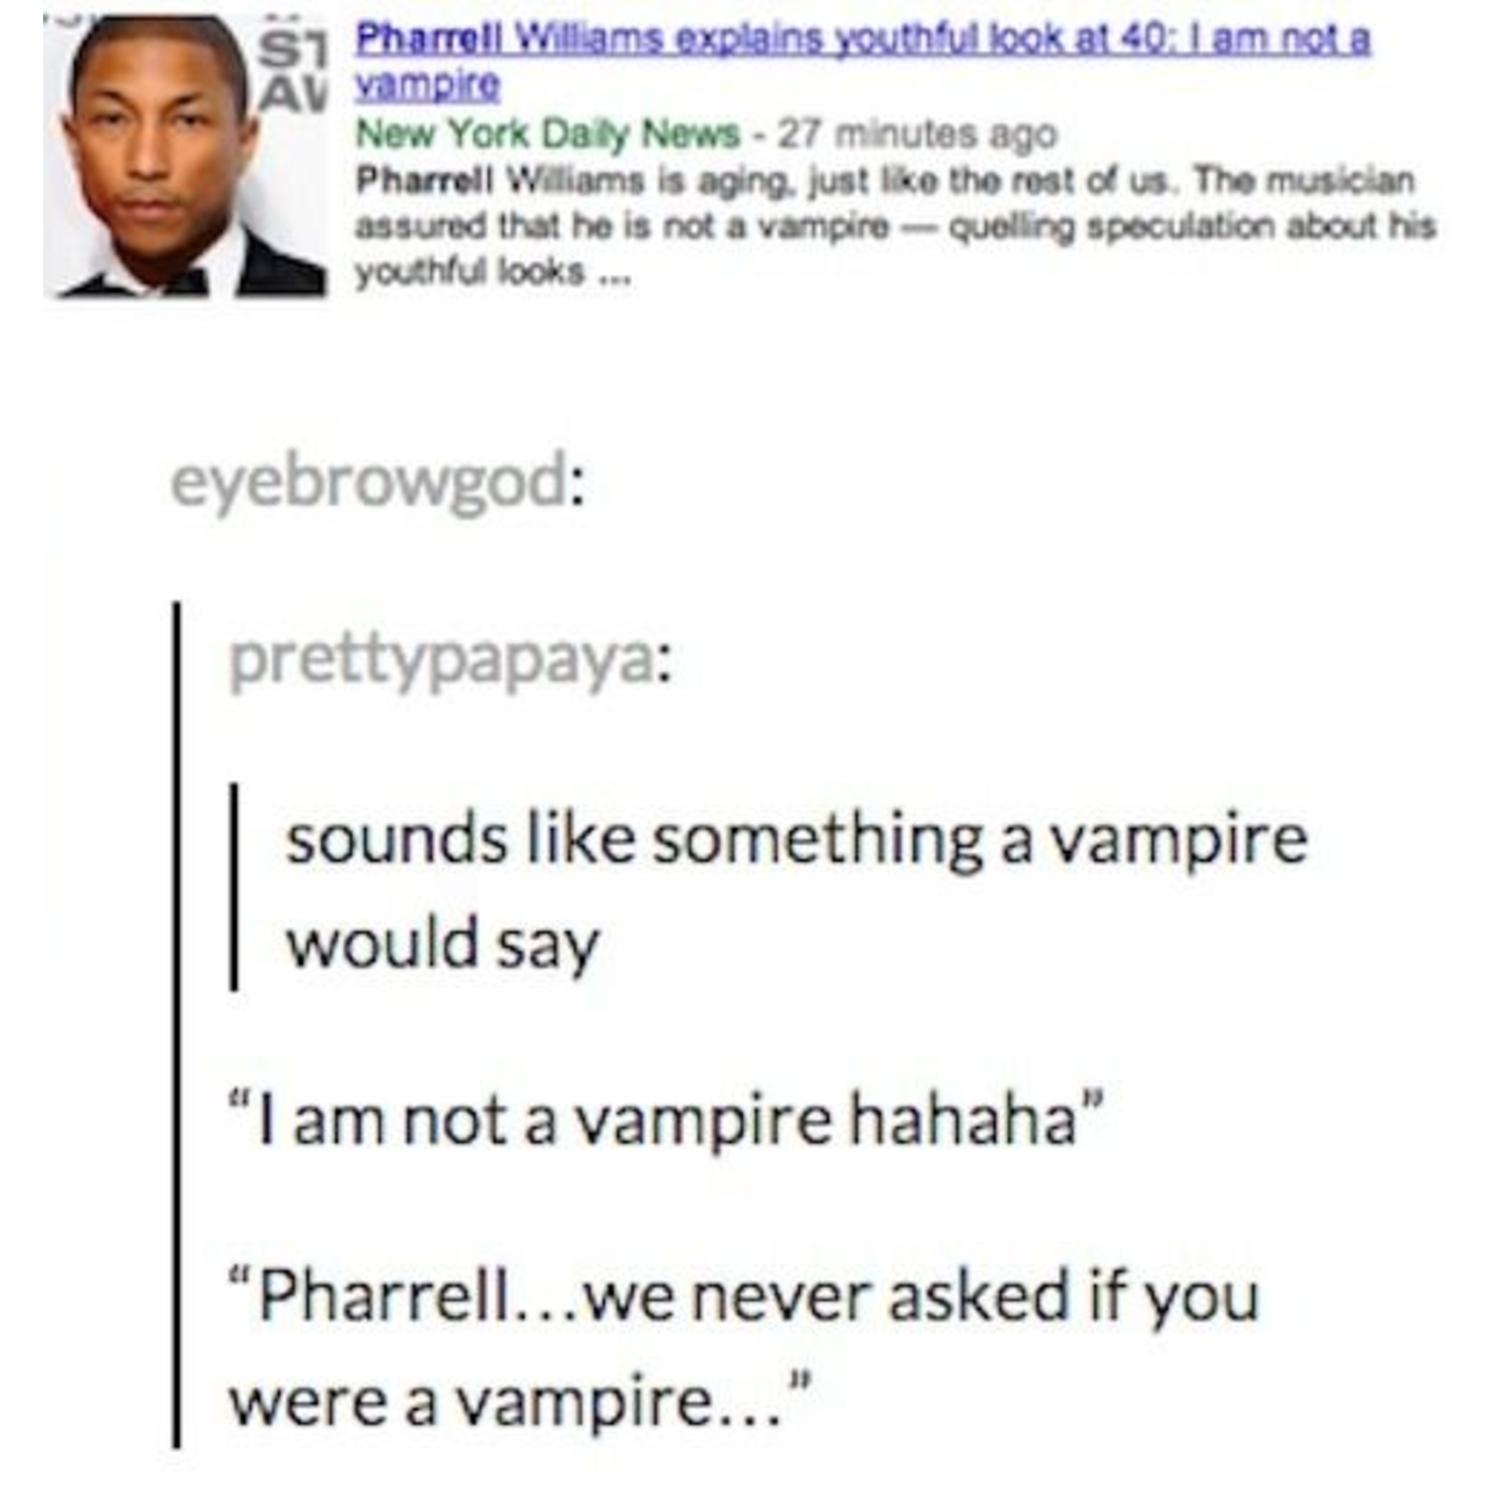 ST
AV
Pharrell Williams explains youthful look at 40: I am not a
vampire
New York Daily News - 27 minutes ago
Pharrell Williams is aging, just like the rest of us. The musician
assured that he is not a vampire — quelling speculation about his
youthful looks ...
eyebrowgod:
prettypapaya:
sounds like something a vampire
would say
“I am not a vampire hahaha”
“Pharrell...we never asked if you
were a vampire...”